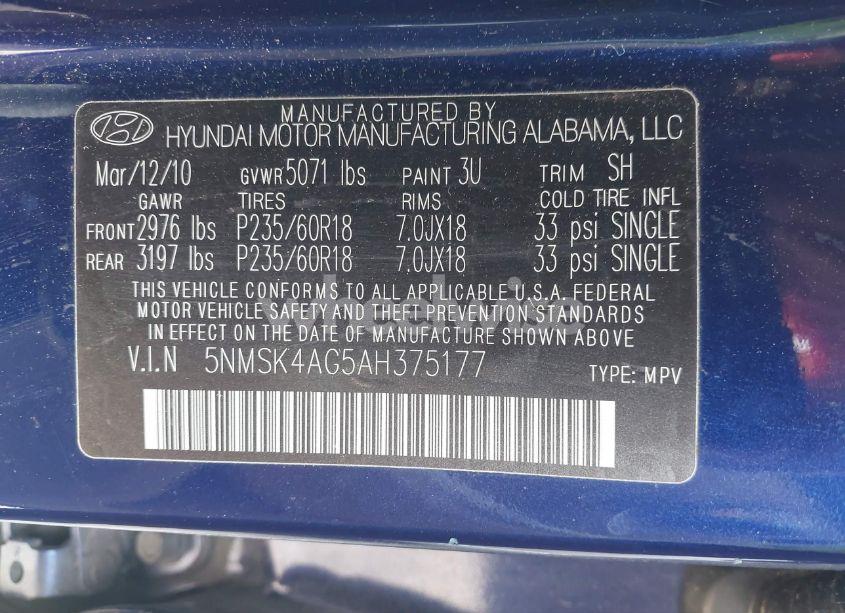 MANUFACTURED BY
HYUNDAI MOTOR MANUFACTURING ALABAMA, LLC
Mar/12/10 GVWR 5071 lbs PAINT 3U TRIM SH
GAWR TIRES RIMS COLD TIRE INFL
FRONT 2976 lbs P235/60R18 7.0JX18 33 psi SINGLE
REAR 3197 lbs P235/60R18 7.0JX18 33 psi SINGLE
THIS VEHICLE CONFORMS TO ALL APPLICABLE U.S.A. FEDERAL
MOTOR VEHICLE SAFETY AND THEFT PREVENTION STANDARDS
IN EFFECT ON THE DATE OF MANUFACTURE SHOWN ABOVE
V.I.N 5NMSK4AG5AH375177
TYPE: MPV